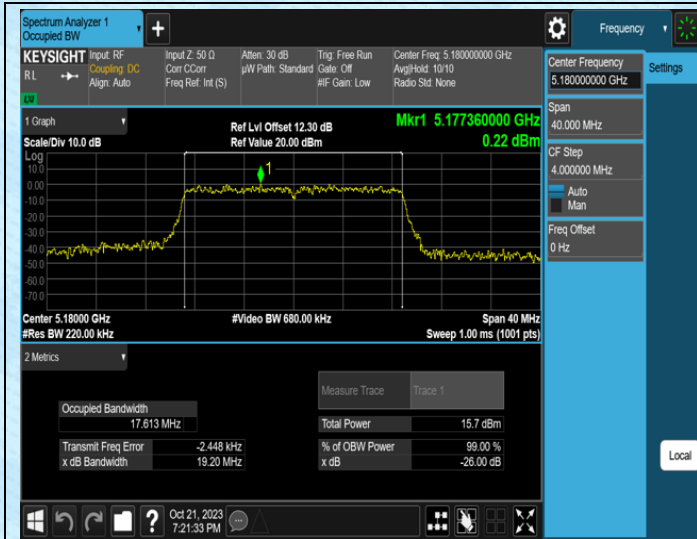 Spectrum Analyzer 1
Occupied BW
+
Frequency
KEYSIGHT
R L
LXI
Input: RF
Coupling: DC
Align: Auto
Input Z: 50 Ω
Corr CCorr
Freq Ref: Int (S)
Atten: 30 dB
µW Path: Standard
Trig: Free Run
Gate: Off
#IF Gain: Low
Center Freq: 5.180000000 GHz
Avg|Hold: 10/10
Radio Std: None
Center Frequency
5.180000000 GHz
Settings
Span
40.000 MHz
CF Step
4.000000 MHz
Auto
Man
Freq Offset
0 Hz
Local
1 Graph
Scale/Div 10.0 dB
Ref Lvl Offset 12.30 dB
Ref Value 20.00 dBm
Mkr1 5.177360000 GHz
0.22 dBm
Log
10.0
0.00
-10.0
-20.0
-30.0
-40.0
-50.0
-60.0
-70.0
1
Center 5.18000 GHz
#Res BW 220.00 kHz
#Video BW 680.00 kHz
Span 40 MHz
Sweep 1.00 ms (1001 pts)
2 Metrics
Measure Trace
Trace 1
Occupied Bandwidth
17.613 MHz
Total Power
15.7 dBm
Transmit Freq Error
-2.448 kHz
% of OBW Power
99.00 %
x dB Bandwidth
19.20 MHz
x dB
-26.00 dB
?
Oct 21, 2023
7:21:33 PM